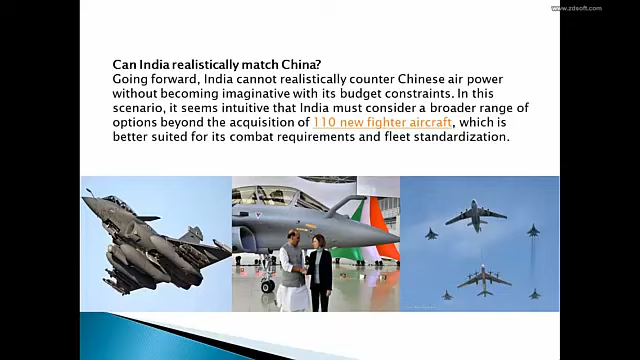 www.zdsoft.com
Can India realistically match China?
Going forward, India cannot realistically counter Chinese air power
without becoming imaginative with its budget constraints. In this
scenario, it seems intuitive that India must consider a broader range of
options beyond the acquisition of 110 new fighter aircraft, which is
better suited for its combat requirements and fleet standardization.